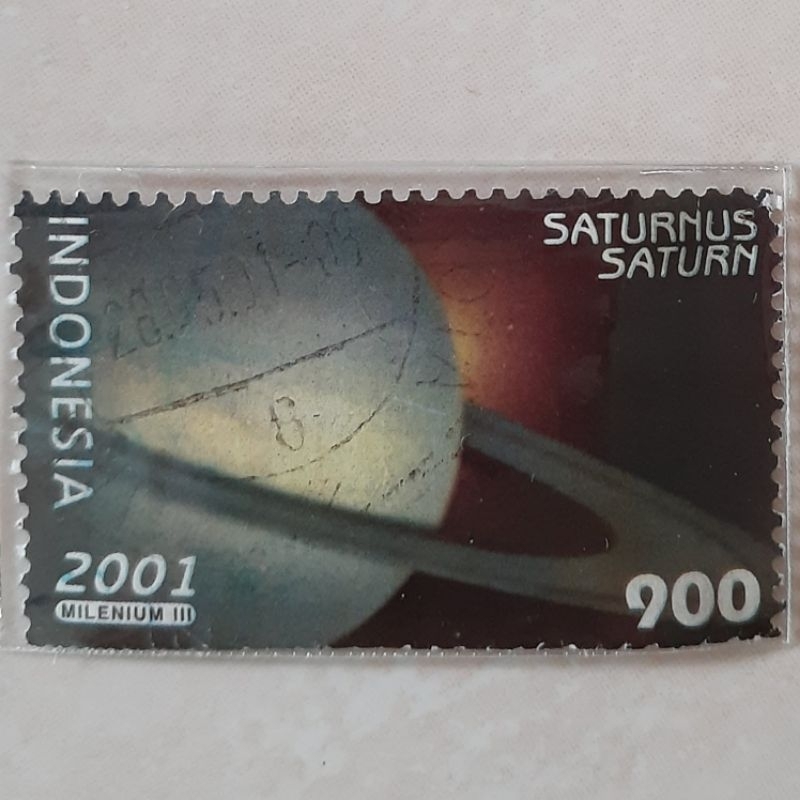 INDONESIA
SATURNUS
SATURN
2001
MILENIUM III
900